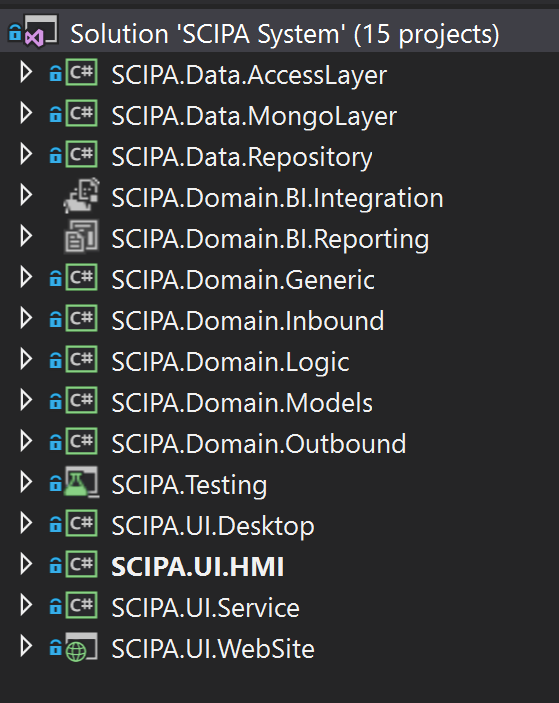 Solution 'SCIPA System' (15 projects)
C# SCIPA.Data.AccessLayer
C# SCIPA.Data.MongoLayer
C# SCIPA.Data.Repository
SCIPA.Domain.BI.Integration
SCIPA.Domain.BI.Reporting
C# SCIPA.Domain.Generic
C# SCIPA.Domain.Inbound
C# SCIPA.Domain.Logic
C# SCIPA.Domain.Models
C# SCIPA.Domain.Outbound
SCIPA.Testing
C# SCIPA.UI.Desktop
C# SCIPA.UI.HMI
C# SCIPA.UI.Service
SCIPA.UI.WebSite